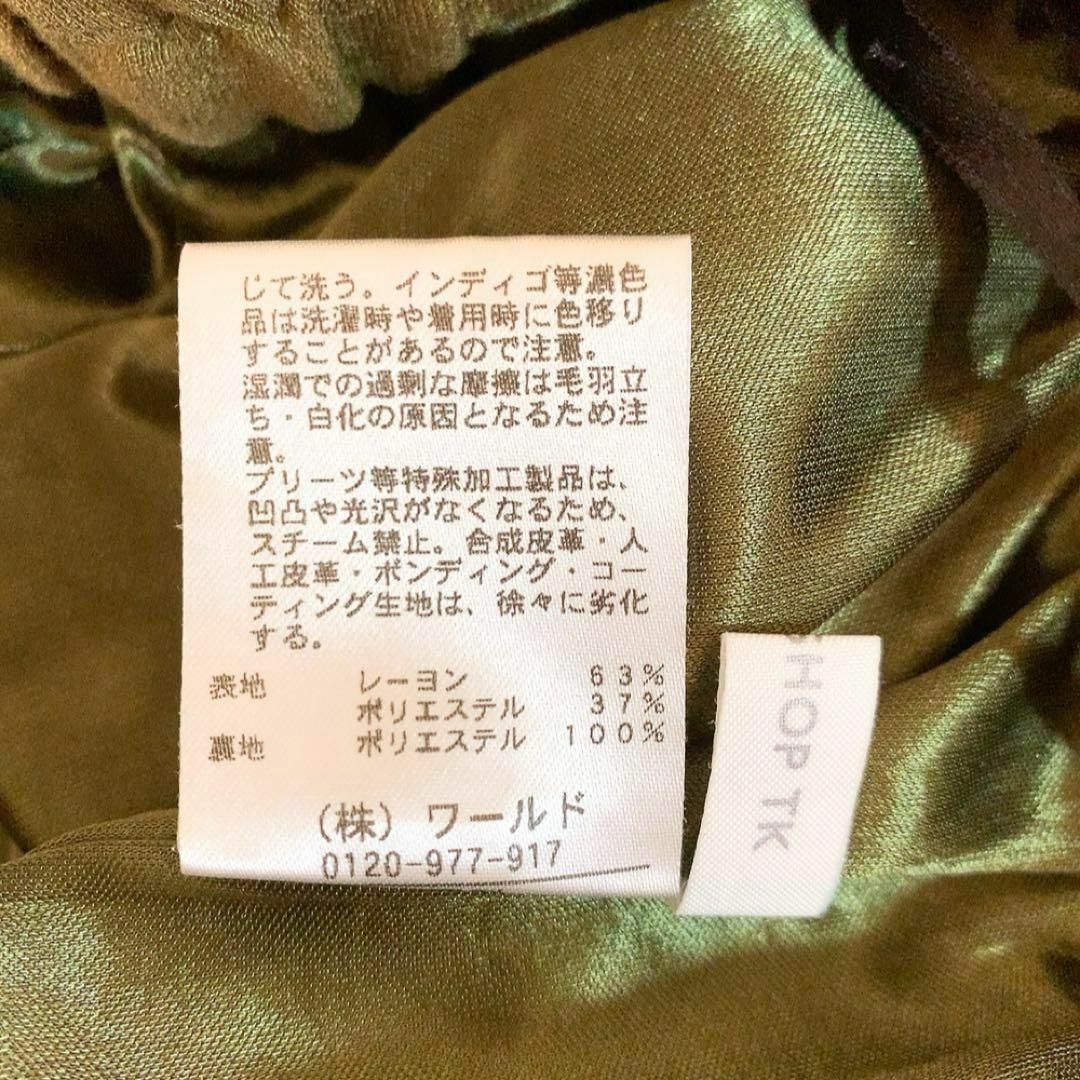 じて洗う。インディゴ等濃色
品は洗濯時や着用時に色移り
することがあるので注意。
湿潤での過剰な摩擦は毛羽立
ち・白化の原因となるため注
意。
プリーツ等特殊加工製品は、
凹凸や光沢がなくなるため、
スチーム禁止。合成皮革・人
工皮革・ボンディング・コー
ティング生地は、徐々に劣化
する。
表地 レーヨン 63%
ポリエステル 37%
裏地 ポリエステル 100%
(株)ワールド
0120-977-917
HOP TK